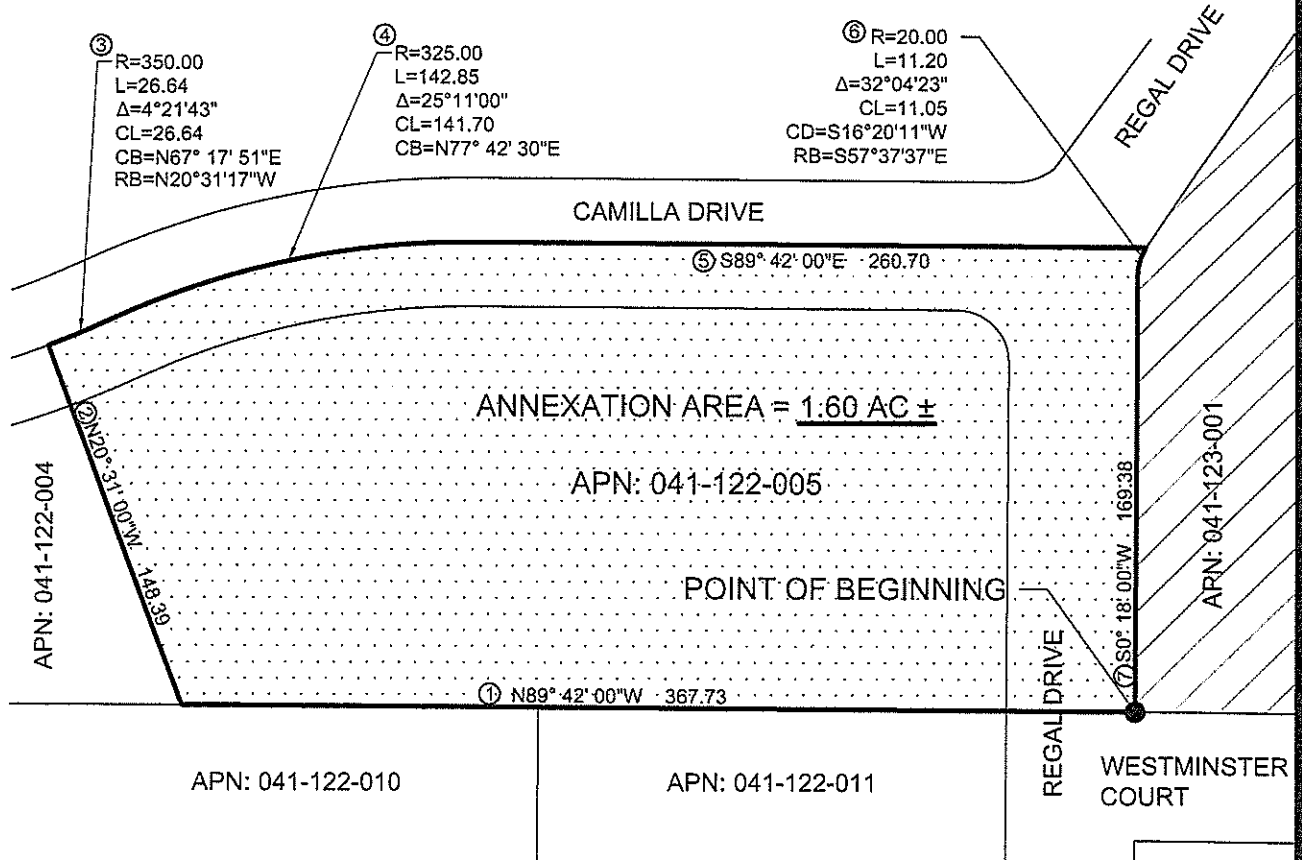 ③
R=350.00
L=26.64
Δ=4°21'43"
CL=26.64
CB=N67° 17' 51"E
RB=N20°31'17"W
④
R=325.00
L=142.85
Δ=25°11'00"
CL=141.70
CB=N77° 42' 30"E
⑥ R=20.00
L=11.20
Δ=32°04'23"
CL=11.05
CD=S16°20'11"W
RB=S57°37'37"E
REGAL DRIVE
CAMILLA DRIVE
⑤ S89° 42' 00"E 260.70
ANNEXATION AREA = 1.60 AC ±
APN: 041-122-005
② N20° 31' 00"W 148.39
APN: 041-122-004
POINT OF BEGINNING
⑦ S0° 18' 00"W 169.38
APN: 041-123-001
① N89° 42' 00"W 367.73
REGAL DRIVE
APN: 041-122-010
APN: 041-122-011
WESTMINSTER
COURT